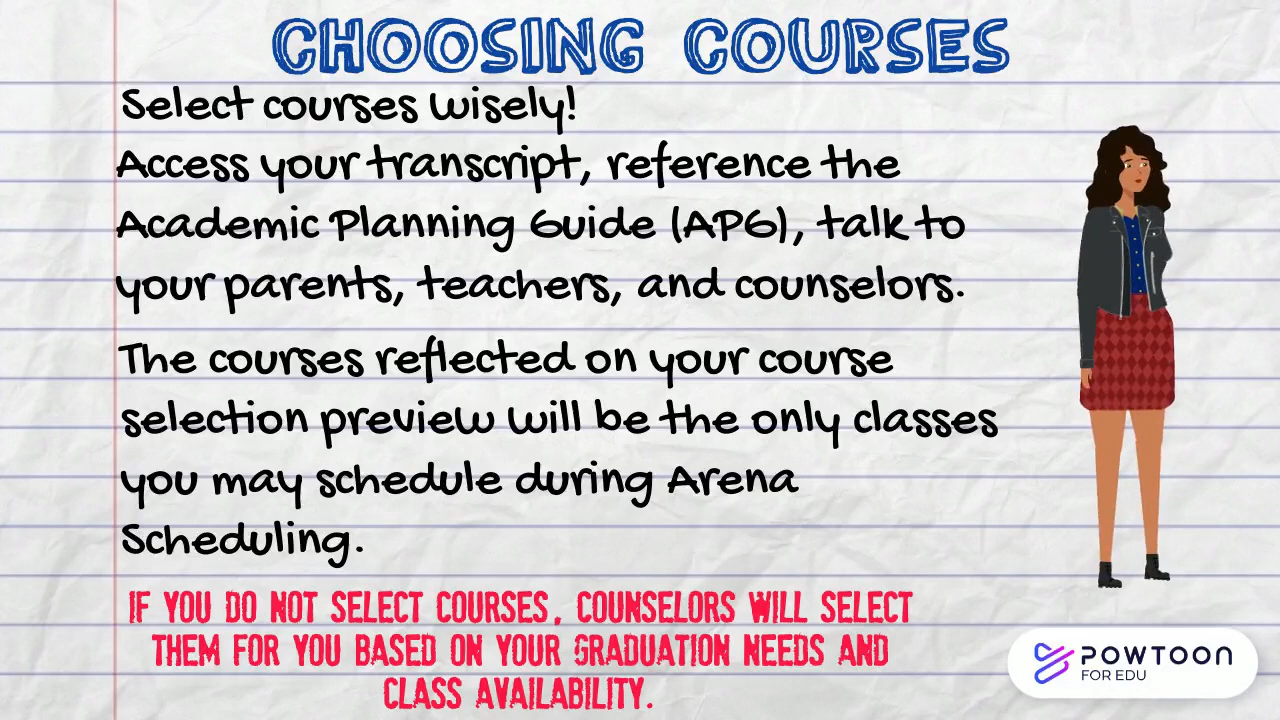 CHOOSING COURSES
Select courses wisely!
Access your transcript, reference the
Academic Planning Guide (APG), talk to
your parents, teachers, and counselors.
The courses reflected on your course
selection preview will be the only classes
you may schedule during Arena
Scheduling.
IF YOU DO NOT SELECT COURSES, COUNSELORS WILL SELECT
THEM FOR YOU BASED ON YOUR GRADUATION NEEDS AND
CLASS AVAILABILITY.
POWTOON
FOR EDU